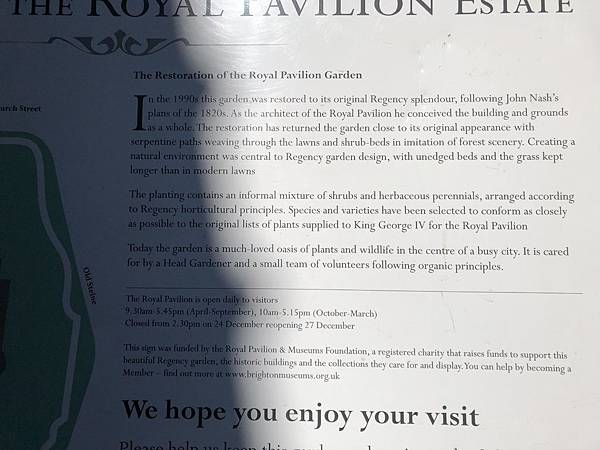 THE ROYAL PAVILION ESTATE
The Restoration of the Royal Pavilion Garden
In the 1990s this garden was restored to its original Regency splendour, following John Nash's
plans of the 1820s. As the architect of the Royal Pavilion he conceived the building and grounds
as a whole. The restoration has returned the garden close to its original appearance with
serpentine paths weaving through the lawns and shrub-beds in imitation of forest scenery. Creating a
natural environment was central to Regency garden design, with unedged beds and the grass kept
longer than in modern lawns
The planting contains an informal mixture of shrubs and herbaceous perennials, arranged according
to Regency horticultural principles. Species and varieties have been selected to conform as closely
as possible to the original lists of plants supplied to King George IV for the Royal Pavilion
Today the garden is a much-loved oasis of plants and wildlife in the centre of a busy city. It is cared
for by a Head Gardener and a small team of volunteers following organic principles.
The Royal Pavilion is open daily to visitors
9.30am-5.45pm (April-September), 10am-5.15pm (October-March)
Closed from 2.30pm on 24 December reopening 27 December
This sign was funded by the Royal Pavilion & Museums Foundation, a registered charity that raises funds to support this
beautiful Regency garden, the historic buildings and the collections they care for and display. You can help by becoming a
Member – find out more at www.brightonmuseums.org.uk
We hope you enjoy your visit
Please help us keep this
Street
Old Steine